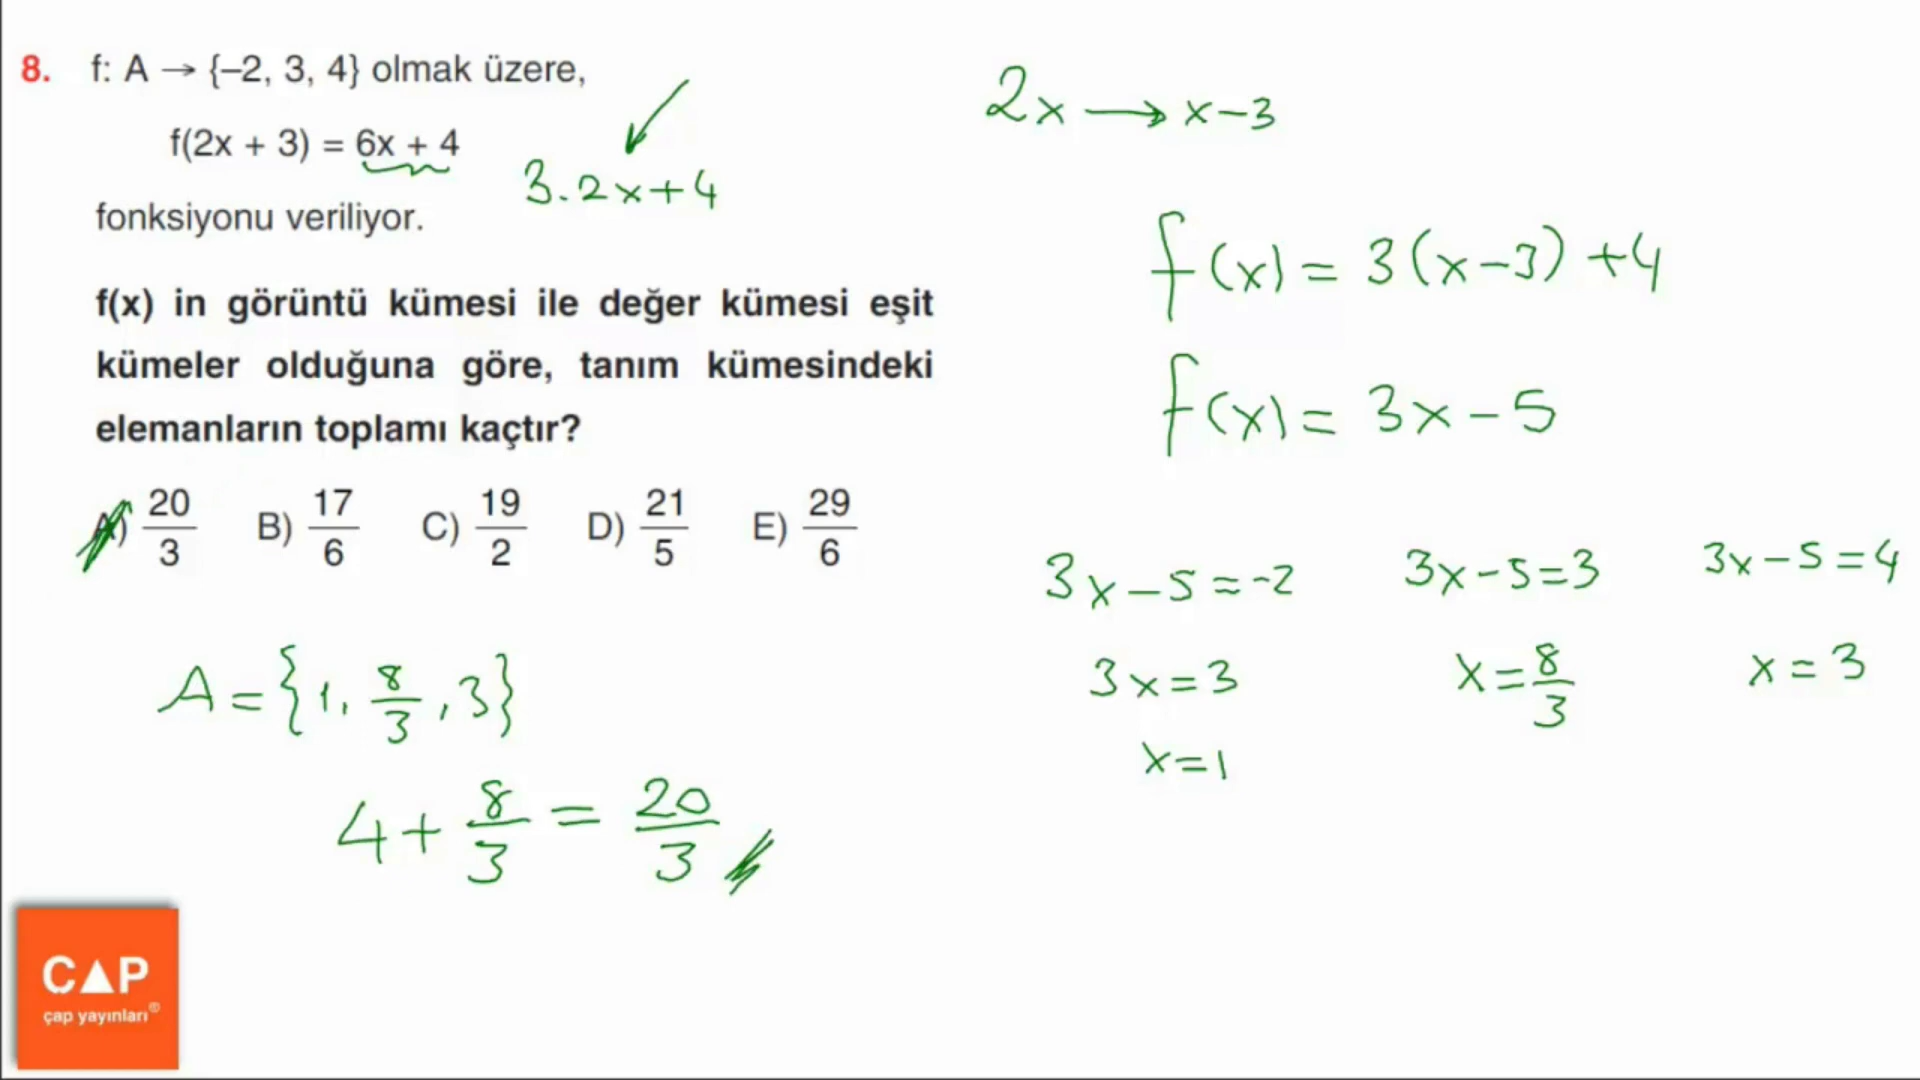 8. f: A → {–2, 3, 4} olmak üzere,
f(2x + 3) = 6x + 4
3.2x+4
fonksiyonu veriliyor.
f(x) in görüntü kümesi ile değer kümesi eşit
kümeler olduğuna göre, tanım kümesindeki
elemanların toplamı kaçtır?
A) 20/3 B) 17/6 C) 19/2 D) 21/5 E) 29/6
A = {1, 8/3, 3}
4 + 8/3 = 20/3
2x → x-3
f(x) = 3(x-3)+4
f(x) = 3x-5
3x-5=-2 3x-5=3 3x-5=4
3x=3 x=8/3 x=3
x=1
ÇAP
çap yayınları®